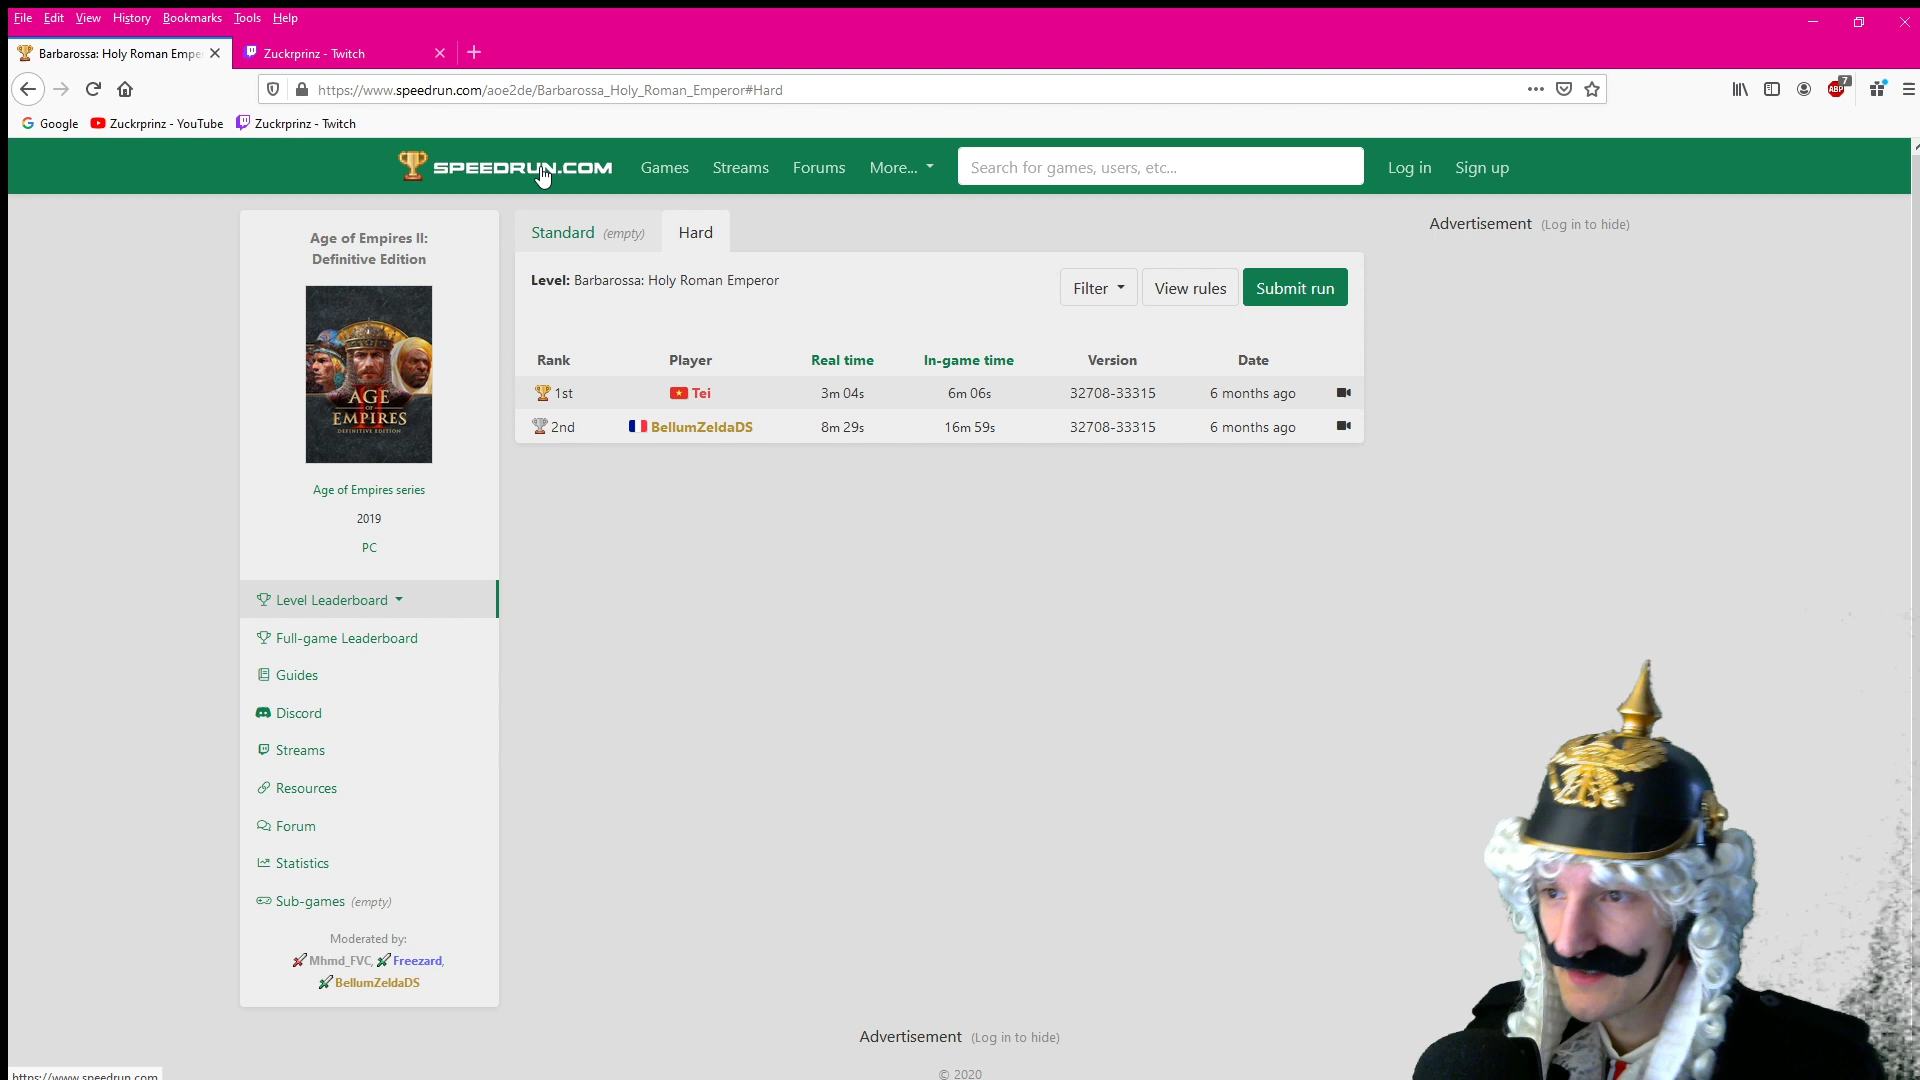 File Edit View History Bookmarks Tools Help
Barbarossa: Holy Roman Empe
Zuckrprinz - Twitch
https://www.speedrun.com/aoe2de/Barbarossa_Holy_Roman_Emperor#Hard
ABP
7
Google Zuckrprinz - YouTube Zuckrprinz - Twitch
SPEEDRUN.COM Games Streams Forums More... Search for games, users, etc... Log in Sign up
Age of Empires II:
Definitive Edition
AGE
OF
EMPIRES
II
DEFINITIVE EDITION
Age of Empires series
2019
PC
Level Leaderboard
Full-game Leaderboard
Guides
Discord
Streams
Resources
Forum
Statistics
Sub-games (empty)
Moderated by:
Mhmd_FVC, Freezard,
BellumZeldaDS
Standard (empty) Hard
Level: Barbarossa: Holy Roman Emperor
Filter View rules Submit run
Rank Player Real time In-game time Version Date
1st Tei 3m 04s 6m 06s 32708-33315 6 months ago
2nd BellumZeldaDS 8m 29s 16m 59s 32708-33315 6 months ago
Advertisement (Log in to hide)
Advertisement (Log in to hide)
© 2020
https://www.speedrun.com